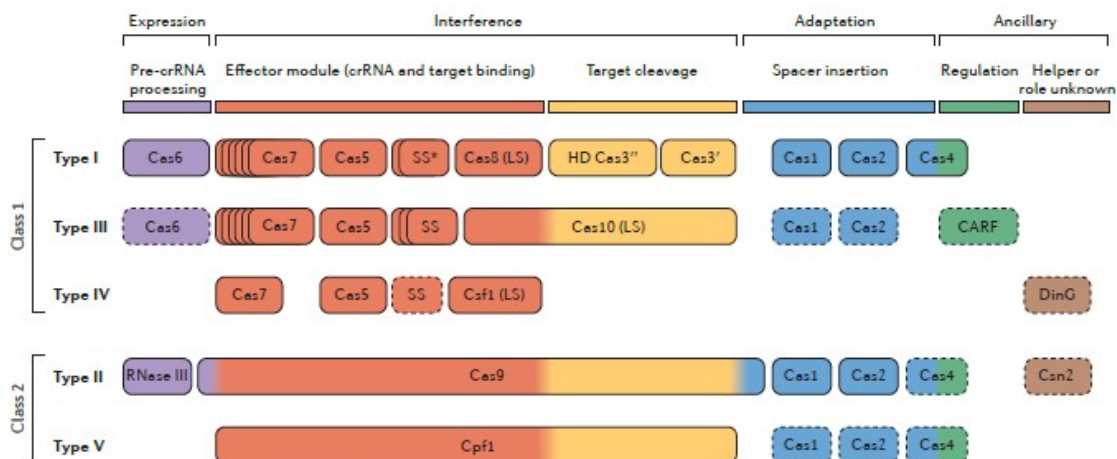 Expression Interference Adaptation Ancillary
Pre-crRNA processing Effector module (crRNA and target binding) Target cleavage Spacer insertion Regulation Helper or role unknown
Class 1
Type I Cas6 Cas7 Cas5 SS* Cas8 (LS) HD Cas3″ Cas3′ Cas1 Cas2 Cas4
Type III Cas6 Cas7 Cas5 SS Cas10 (LS) Cas1 Cas2 CARF
Type IV Cas7 Cas5 SS Csf1 (LS) DinG
Class 2
Type II RNase III Cas9 Cas1 Cas2 Cas4 Csn2
Type V Cpf1 Cas1 Cas2 Cas4